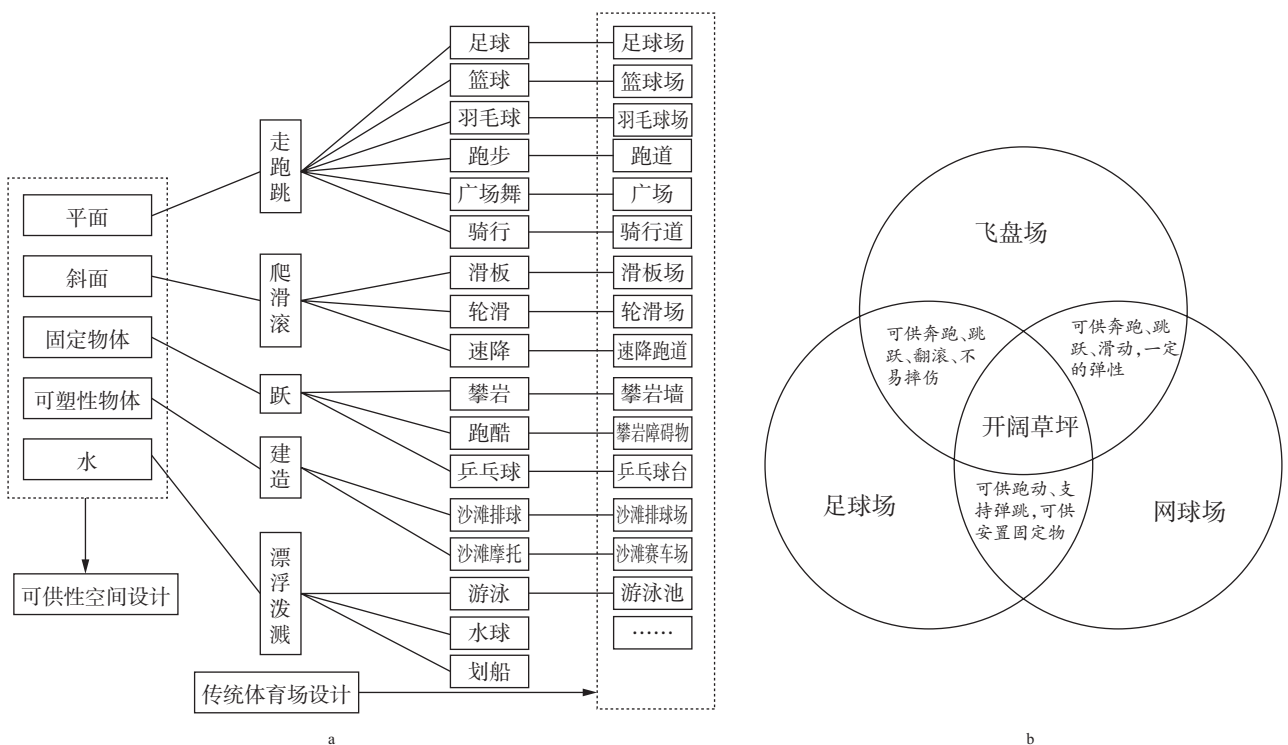 平面
斜面
固定物体
可塑性物体
水
可供性空间设计
走
跑
跳
爬
滑
滚
跃
建
造
漂
浮
泼
溅
足球
篮球
羽毛球
跑步
广场舞
骑行
滑板
轮滑
速降
攀岩
跑酷
乒乓球
沙滩排球
沙滩摩托
游泳
水球
划船
足球场
篮球场
羽毛球场
跑道
广场
骑行道
滑板场
轮滑场
速降跑道
攀岩墙
攀岩障碍物
乒乓球台
沙滩排球场
沙滩赛车场
游泳池
……
传统体育场设计
a
飞盘场
可供奔跑、跳
跃、翻滚、不
易摔伤
可供奔跑、跳
跃、滑动,一定
的弹性
开阔草坪
足球场
可供跑动、支
持弹跳,可供
安置固定物
网球场
b